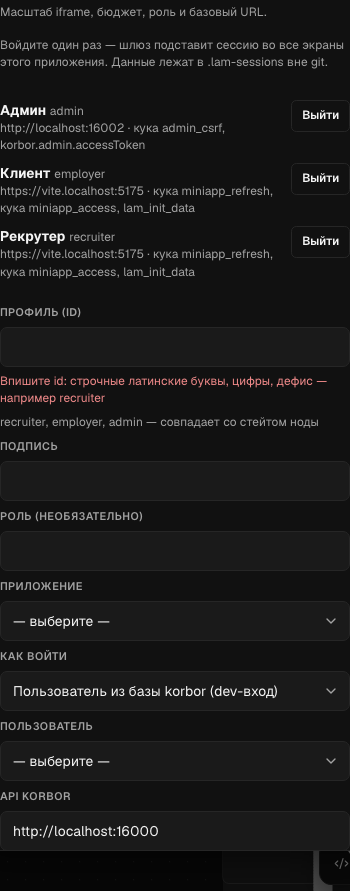 Масштаб iframe, бюджет, роль и базовый URL.
Войдите один раз — шлюз подставит сессию во все экраны
этого приложения. Данные лежат в .lam-sessions вне git.
Админ admin
http://localhost:16002 · кука admin_csrf,
korbor.admin.accessToken
Выйти
Клиент employer
https://vite.localhost:5175 · кука miniapp_refresh,
кука miniapp_access, lam_init_data
Выйти
Рекрутер recruiter
https://vite.localhost:5175 · кука miniapp_refresh,
кука miniapp_access, lam_init_data
Выйти
ПРОФИЛЬ (ID)
Впишите id: строчные латинские буквы, цифры, дефис —
например recruiter
recruiter, employer, admin — совпадает со стейтом ноды
ПОДПИСЬ
РОЛЬ (НЕОБЯЗАТЕЛЬНО)
ПРИЛОЖЕНИЕ
— выберите —
КАК ВОЙТИ
Пользователь из базы korbor (dev-вход)
ПОЛЬЗОВАТЕЛЬ
— выберите —
API KORBOR
http://localhost:16000